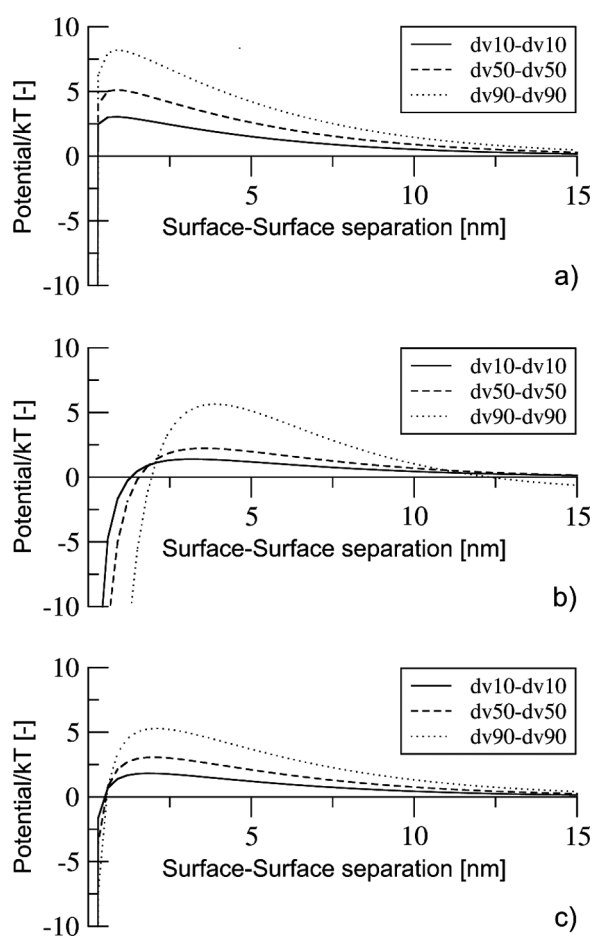 10
5
0
-5
-10
Potential/kT [-]
dv10-dv10
dv50-dv50
dv90-dv90
5
10
15
Surface-Surface separation [nm]
a)
10
5
0
-5
-10
Potential/kT [-]
dv10-dv10
dv50-dv50
dv90-dv90
5
10
15
Surface-Surface separation [nm]
b)
10
5
0
-5
-10
Potential/kT [-]
dv10-dv10
dv50-dv50
dv90-dv90
5
10
15
Surface-Surface separation [nm]
c)